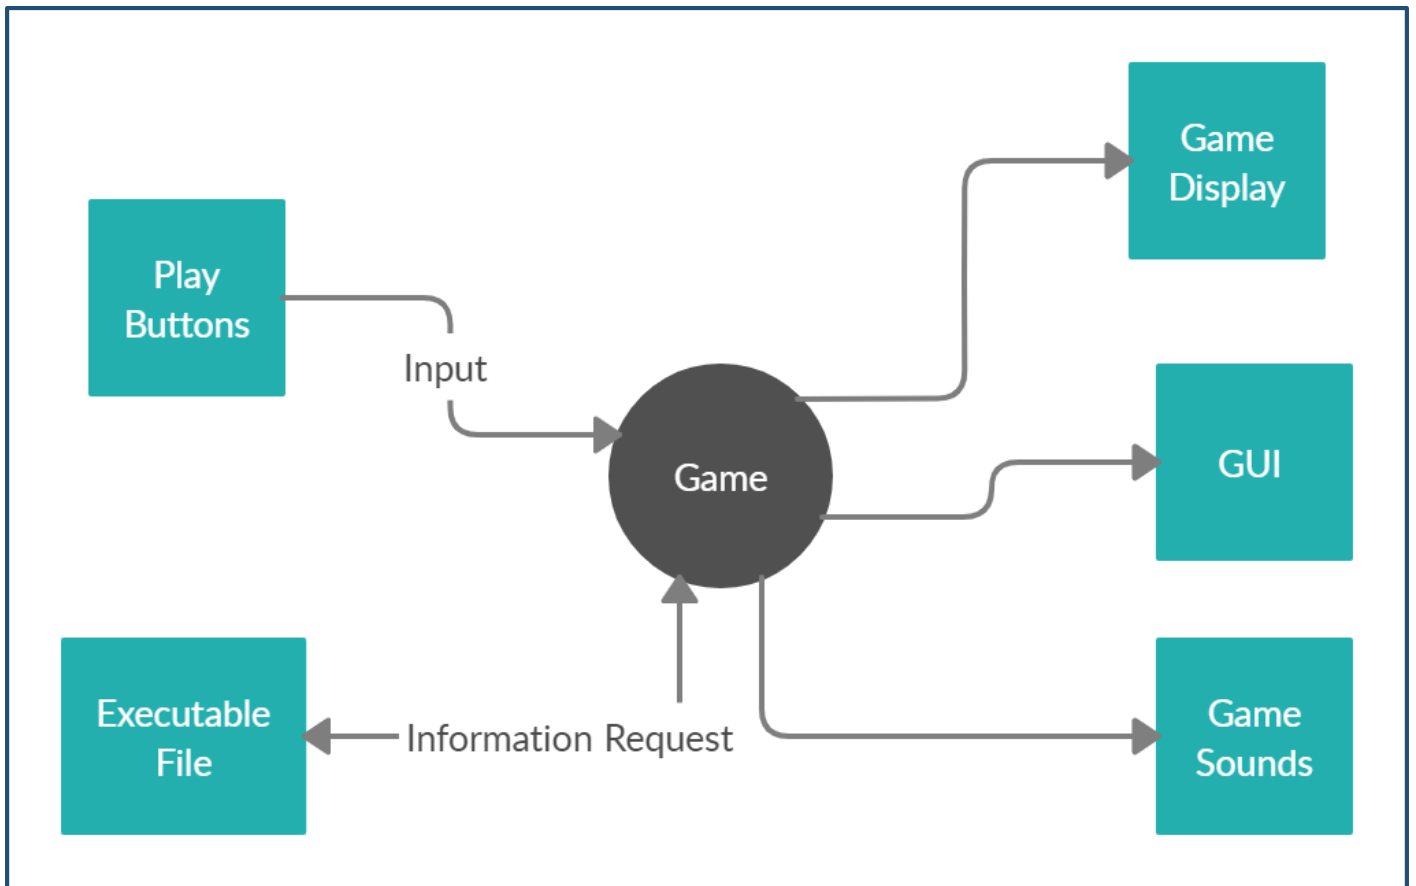 Game
Display
Play
Buttons
Input
Game
GUI
Executable
File
Information Request
Game
Sounds